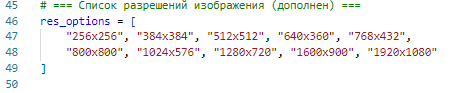 45
46 # === Список разрешений изображения (дополнен) ===
46 res_options = [
47 "256x256", "384x384", "512x512", "640x360", "768x432",
48 "800x800", "1024x576", "1280x720", "1600x900", "1920x1080"
49 ]
50